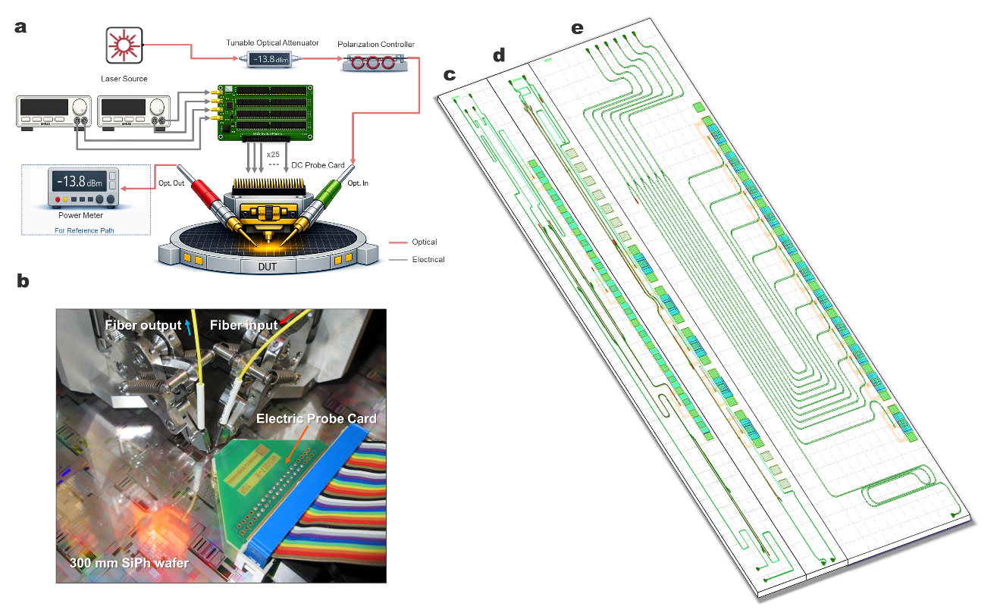 a
Laser Source
Tunable Optical Attenuator
-13.8 dBm
Polarization Controller
x25
DC Probe Card
Opt. Out
Opt. In
-13.8 dBm
Power Meter
For Reference Path
DUT
Optical
Electrical
b
Fiber output
Fiber input
Electric Probe Card
300 mm SiPh wafer
c
d
e